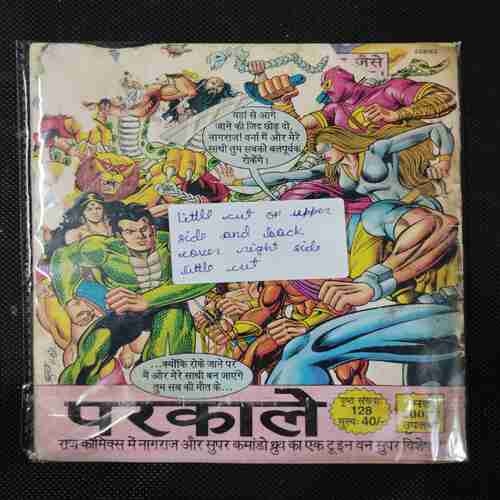 जैसे
यहां से आगे
जाने की जिद छोड़ दो,
नागराज! वर्ना मैं और मेरे
साथी तुम सबको बलपूर्वक
रोकेंगे।
little cut on upper
side and back
cover right side
little cut
...क्योंकि रोके जाने पर
मैं और मेरे साथी बन जाएंगे
तुम सब की मौत के...
परकाले
पृष्ठ संख्या
128
मूल्यः 40/-
राज कॉमिक्स में नागराज और सुपर कमांडो ध्रुव का एक टू इन वन सुपर